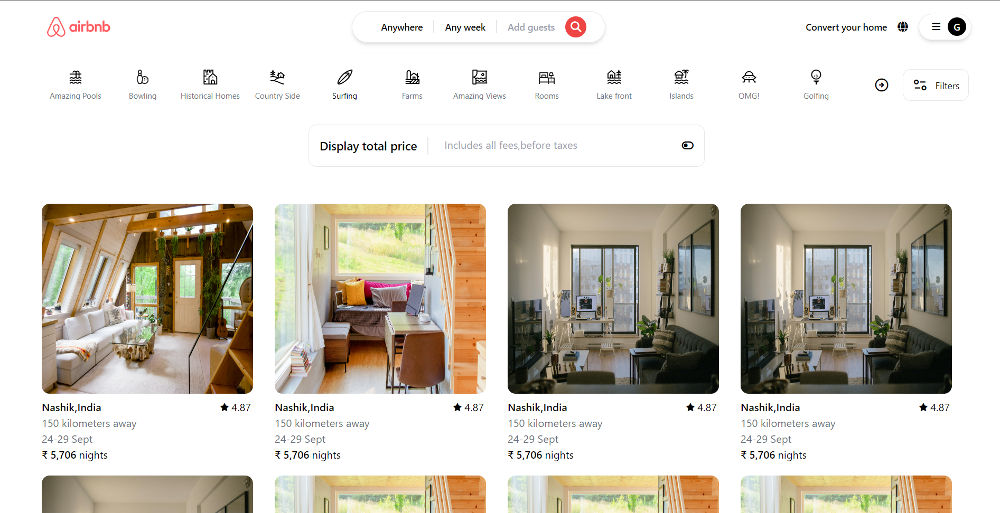 airbnb
Anywhere
Any week
Add guests
Convert your home
G
Amazing Pools
Bowling
Historical Homes
Country Side
Surfing
Farms
Amazing Views
Rooms
Lake front
Islands
OMG!
Golfing
Filters
Display total price
Includes all fees,before taxes
Nashik,India
4.87
150 kilometers away
24-29 Sept
₹ 5,706 nights
Nashik,India
4.87
150 kilometers away
24-29 Sept
₹ 5,706 nights
Nashik,India
4.87
150 kilometers away
24-29 Sept
₹ 5,706 nights
Nashik,India
4.87
150 kilometers away
24-29 Sept
₹ 5,706 nights